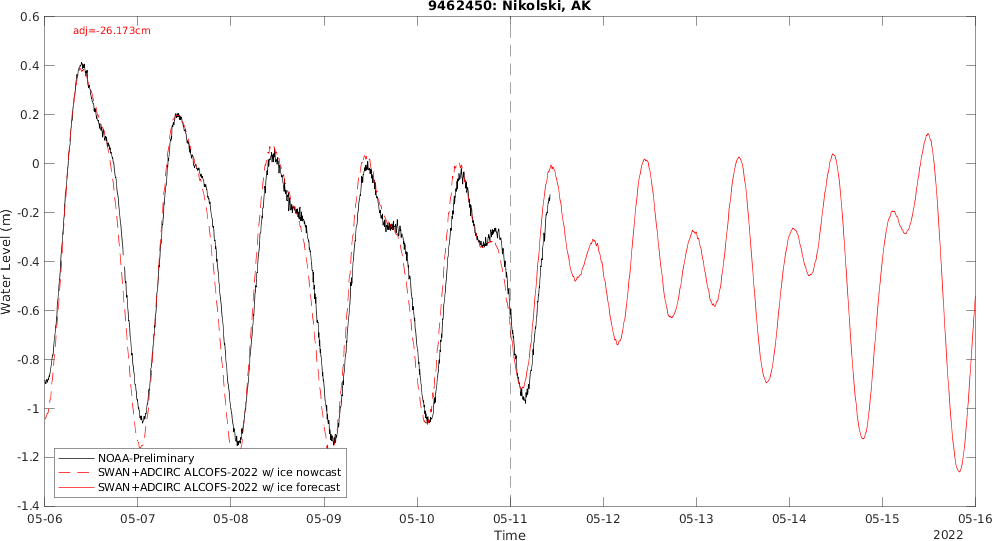 9462450: Nikolski, AK
adj=-26.173cm
0.6
0.4
0.2
0
-0.2
-0.4
-0.6
-0.8
-1
-1.2
-1.4
Water Level (m)
NOAA-Preliminary
SWAN+ADCIRC ALCOFS-2022 w/ ice nowcast
SWAN+ADCIRC ALCOFS-2022 w/ ice forecast
05-06 05-07 05-08 05-09 05-10 05-11 05-12 05-13 05-14 05-15 05-16
Time
2022